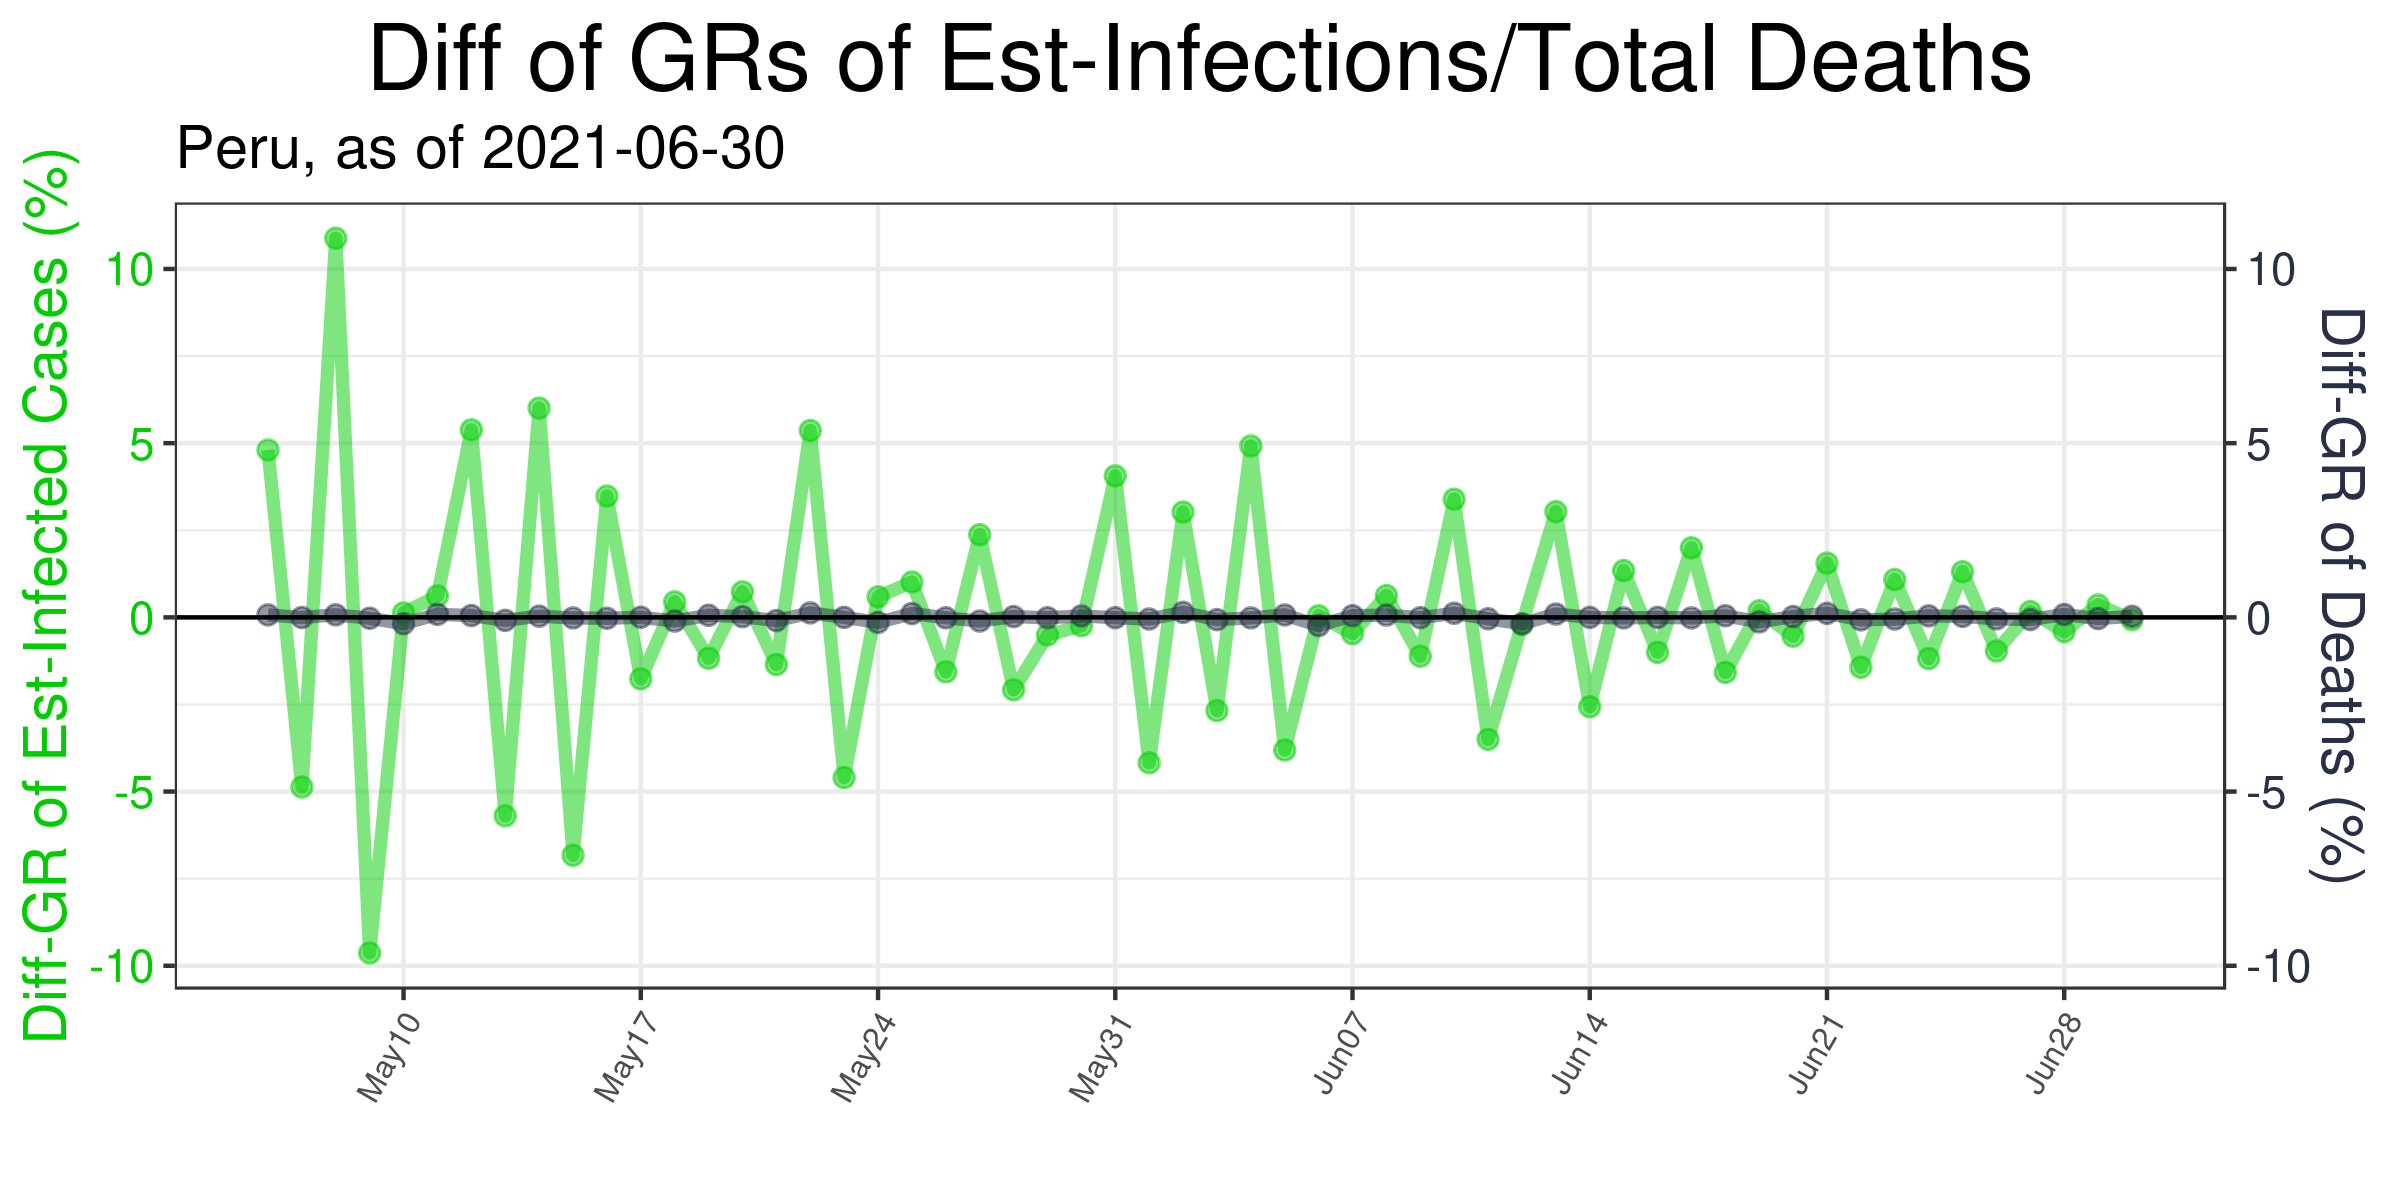 Diff of GRs of Est-Infections/Total Deaths
Peru, as of 2021-06-30
Diff-GR of Est-Infected Cases (%)
10
5
0
-5
-10
10
5
0
-5
-10
Diff-GR of Deaths (%)
May10
May17
May24
May31
Jun07
Jun14
Jun21
Jun28